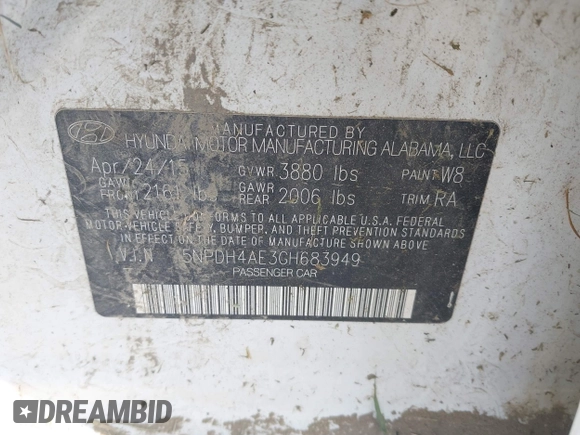 MANUFACTURED BY
HYUNDAI MOTOR MANUFACTURING ALABAMA, LLC
Apr/24/15 GVWR 3880 lbs PAINT W8
GAWR FRONT 2161 lbs GAWR REAR 2006 lbs TRIM RA
THIS VEHICLE CONFORMS TO ALL APPLICABLE U.S.A. FEDERAL
MOTOR VEHICLE SAFETY, BUMPER, AND THEFT PREVENTION STANDARDS
IN EFFECT ON THE DATE OF MANUFACTURE SHOWN ABOVE
V.I.N 5NPDH4AE3GH683949
PASSENGER CAR
DREAMBID